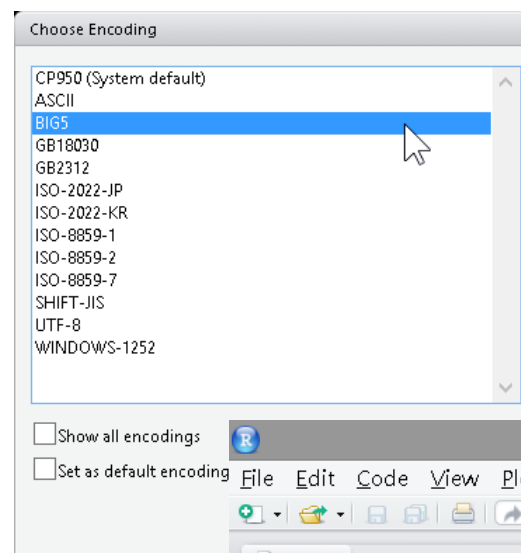 Choose Encoding
CP950 (System default)
ASCII
BIG5
GB18030
GB2312
ISO-2022-JP
ISO-2022-KR
ISO-8859-1
ISO-8859-2
ISO-8859-7
SHIFT-JIS
UTF-8
WINDOWS-1252
Show all encodings
Set as default encoding
R
File Edit Code View Pl